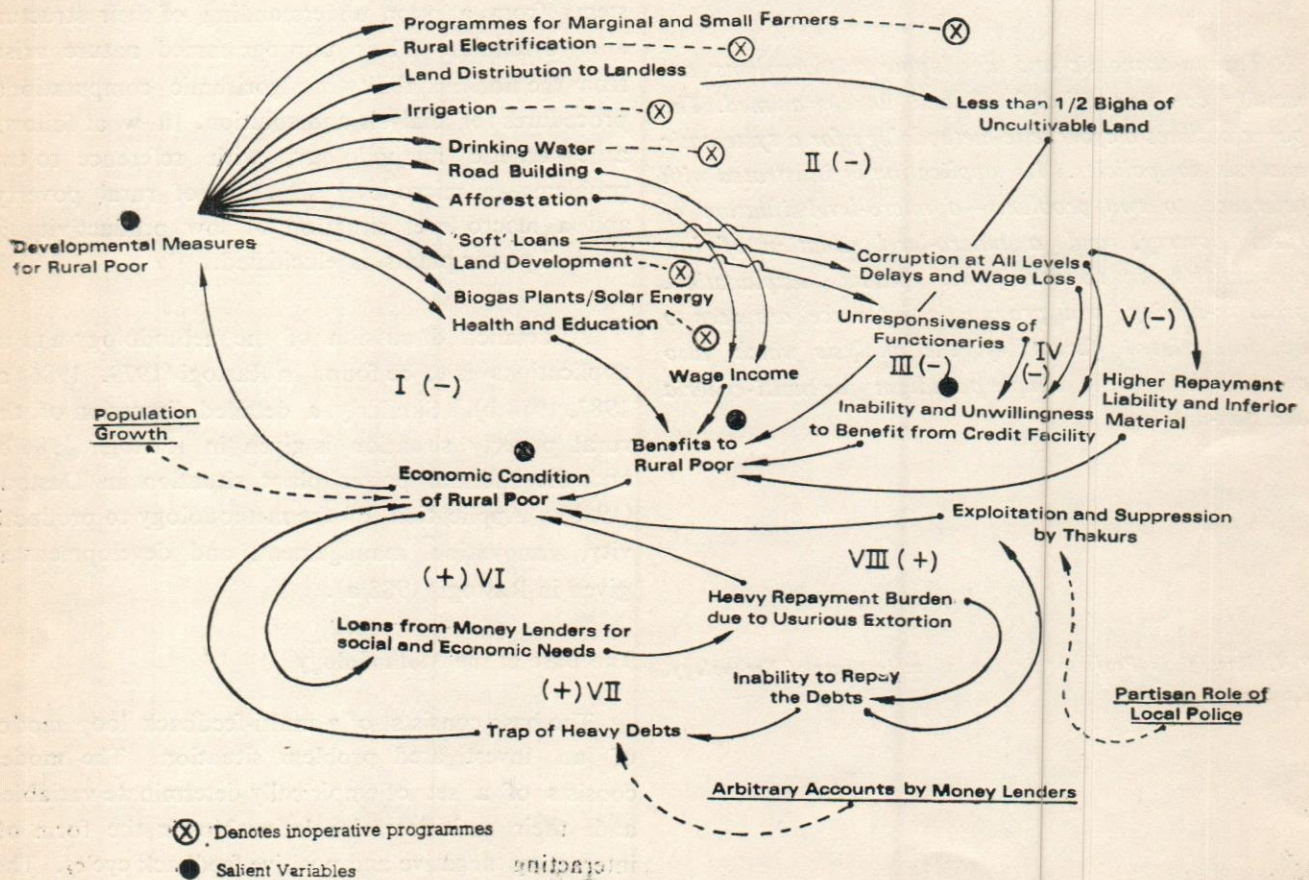 Programmes for Marginal and Small Farmers
Rural Electrification
Land Distribution to Landless
Less than 1/2 Bigha of
Uncultivable Land
Irrigation
Drinking Water
II (-)
Road Building
Afforestation
Developmental Measures
for Rural Poor
'Soft' Loans
Land Development
Corruption at All Levels
Delays and Wage Loss
Biogas Plants/Solar Energy
Health and Education
Unresponsiveness of
Functionaries
V (-)
I (-)
III (-)
IV
(-)
Wage Income
Higher Repayment
Liability and Inferior
Material
Population
Growth
Inability and Unwillingness
to Benefit from Credit Facility
Benefits to
Rural Poor
Economic Condition
of Rural Poor
Exploitation and Suppression
by Thakurs
VIII (+)
(+) VI
Heavy Repayment Burden
due to Usurious Extortion
Loans from Money Lenders for
social and Economic Needs
Inability to Repay
the Debts
(+) VII
Partisan Role of
Local Police
Trap of Heavy Debts
Arbitrary Accounts by Money Lenders
Denotes inoperative programmes
Salient Variables